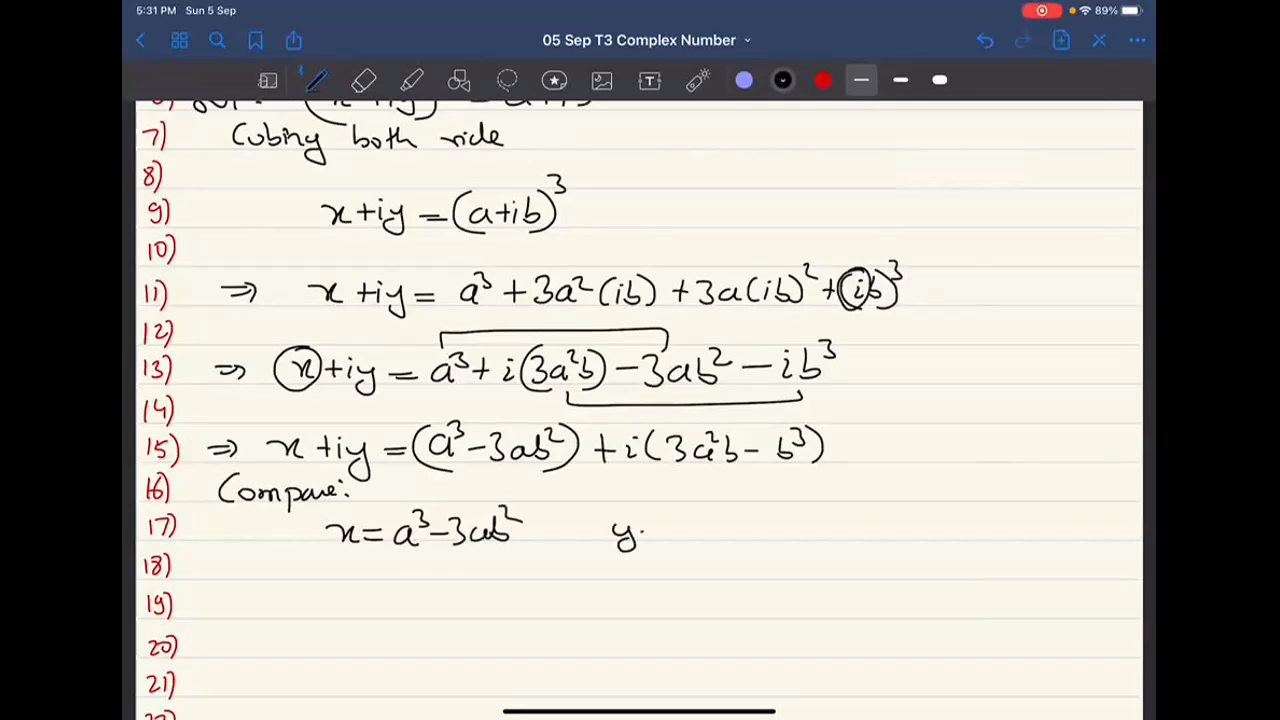 5:31 PM Sun 5 Sep 89%
05 Sep T3 Complex Number
T
7) Cubing both side
8)
9) x+iy = (a+ib)³
10)
11) ⇒ x+iy = a³ + 3a²(ib) + 3a(ib)² + (ib)³
12)
13) ⇒ x+iy = a³ + i(3a²b) - 3ab² - ib³
14)
15) ⇒ x+iy = (a³-3ab²) + i(3a²b - b³)
16) Compare:
17) x = a³-3ab² y
18)
19)
20)
21)